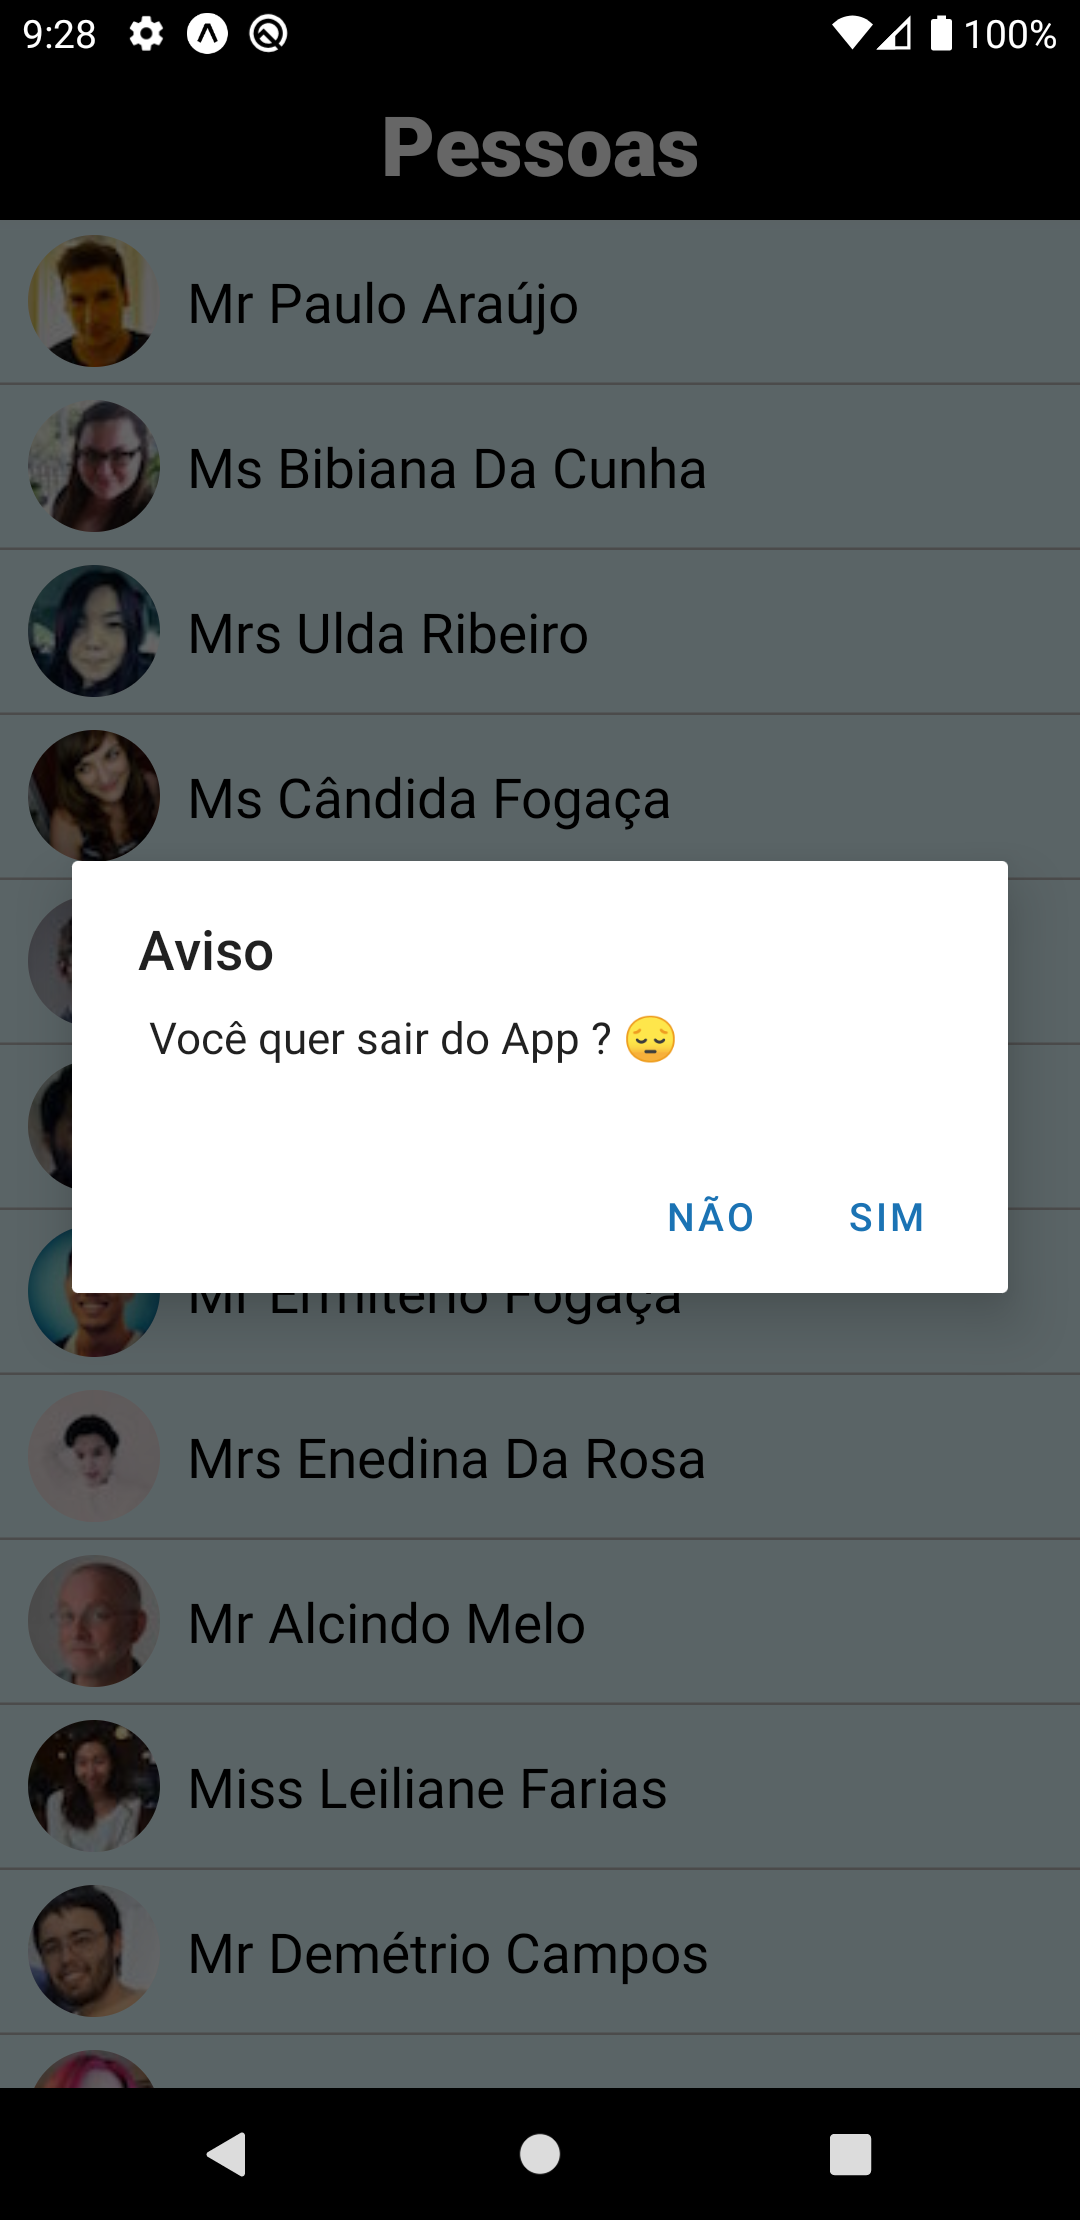 9:28 100%
Pessoas
Mr Paulo Araújo
Ms Bibiana Da Cunha
Mrs Ulda Ribeiro
Ms Cândida Fogaça
Aviso
Você quer sair do App ? 😔
NÃO SIM
Mr Fogaça
Mrs Enedina Da Rosa
Mr Alcindo Melo
Miss Leiliane Farias
Mr Demétrio Campos